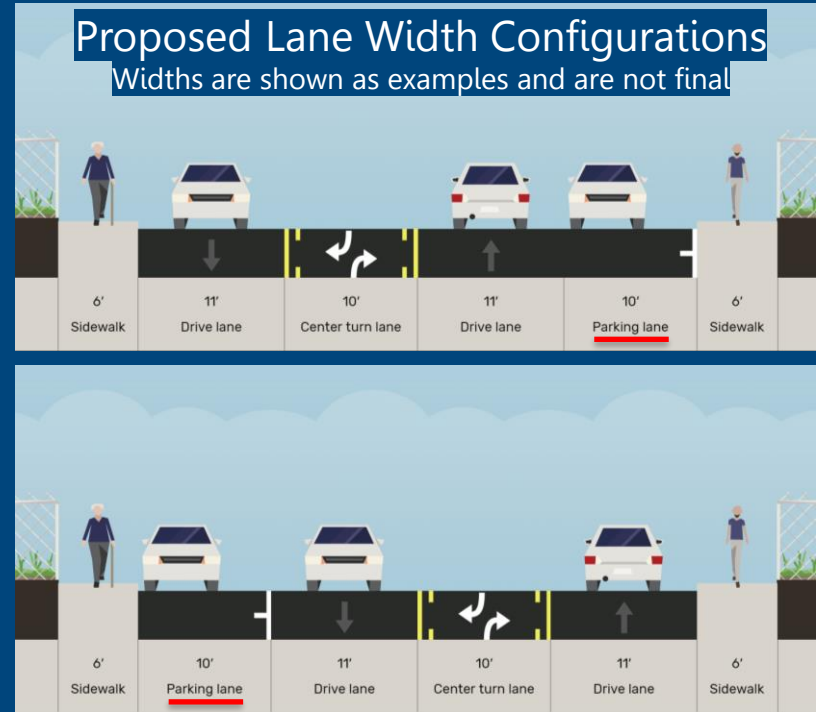 Proposed Lane Width Configurations
Widths are shown as examples and are not final
6' 11' 10' 11' 10' 6'
Sidewalk Drive lane Center turn lane Drive lane Parking lane Sidewalk
6' 10' 11' 10' 11' 6'
Sidewalk Parking lane Drive lane Center turn lane Drive lane Sidewalk